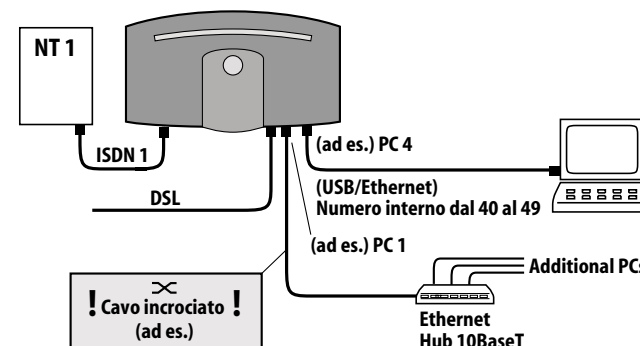 NT 1
ISDN 1
(ad es.) PC 4
DSL
(USB/Ethernet)
Numero interno dal 40 al 49
(ad es.) PC 1
Additional PCs
! Cavo incrociato !
(ad es.)
Ethernet
Hub 10BaseT